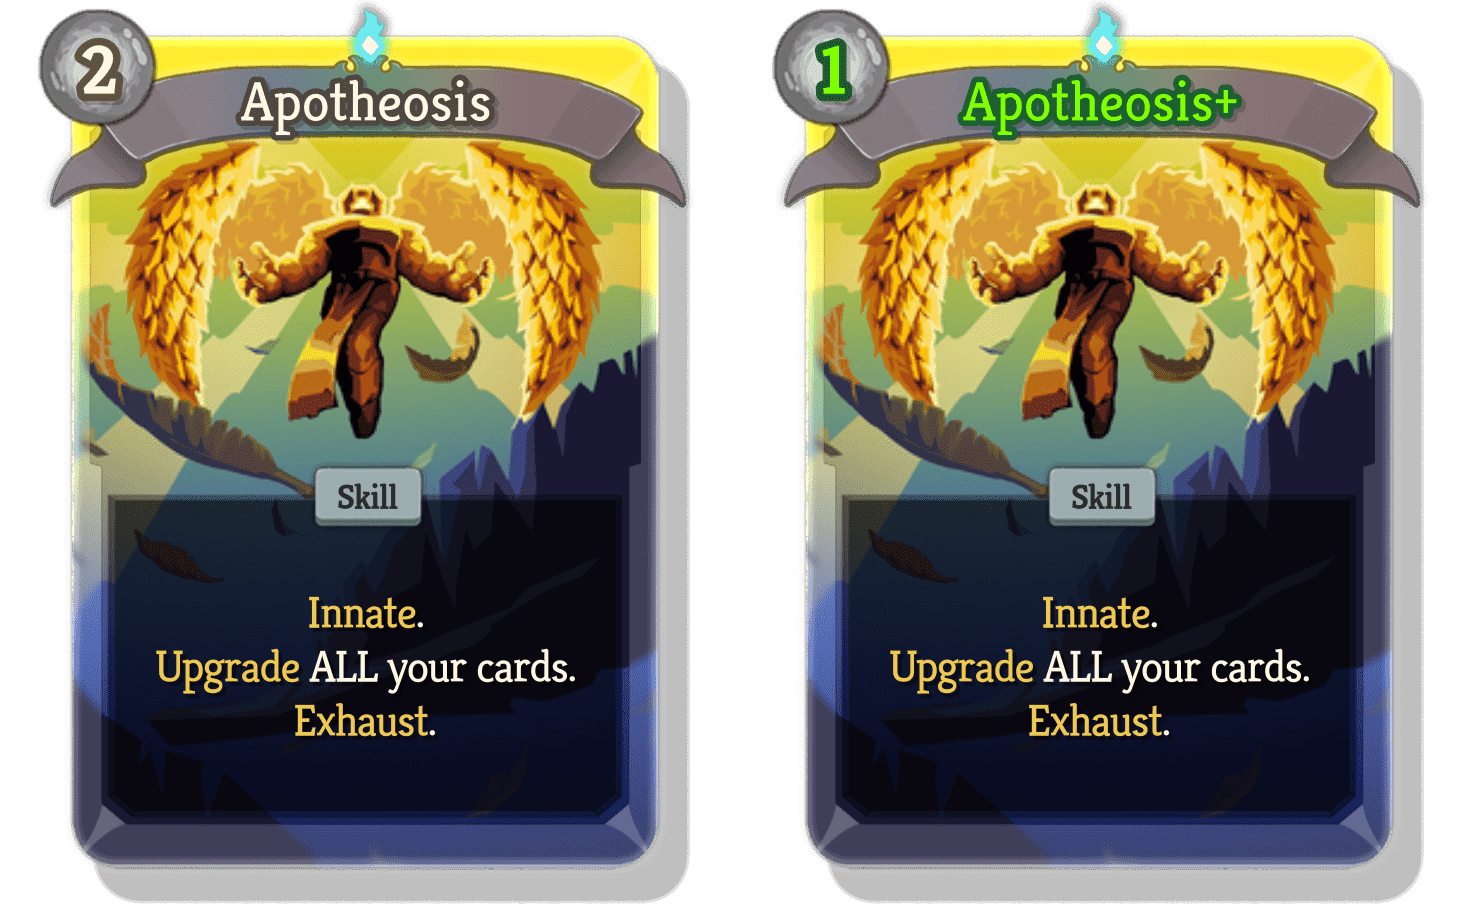 2
Apotheosis
Skill
Innate.
Upgrade ALL your cards.
Exhaust.
1
Apotheosis+
Skill
Innate.
Upgrade ALL your cards.
Exhaust.